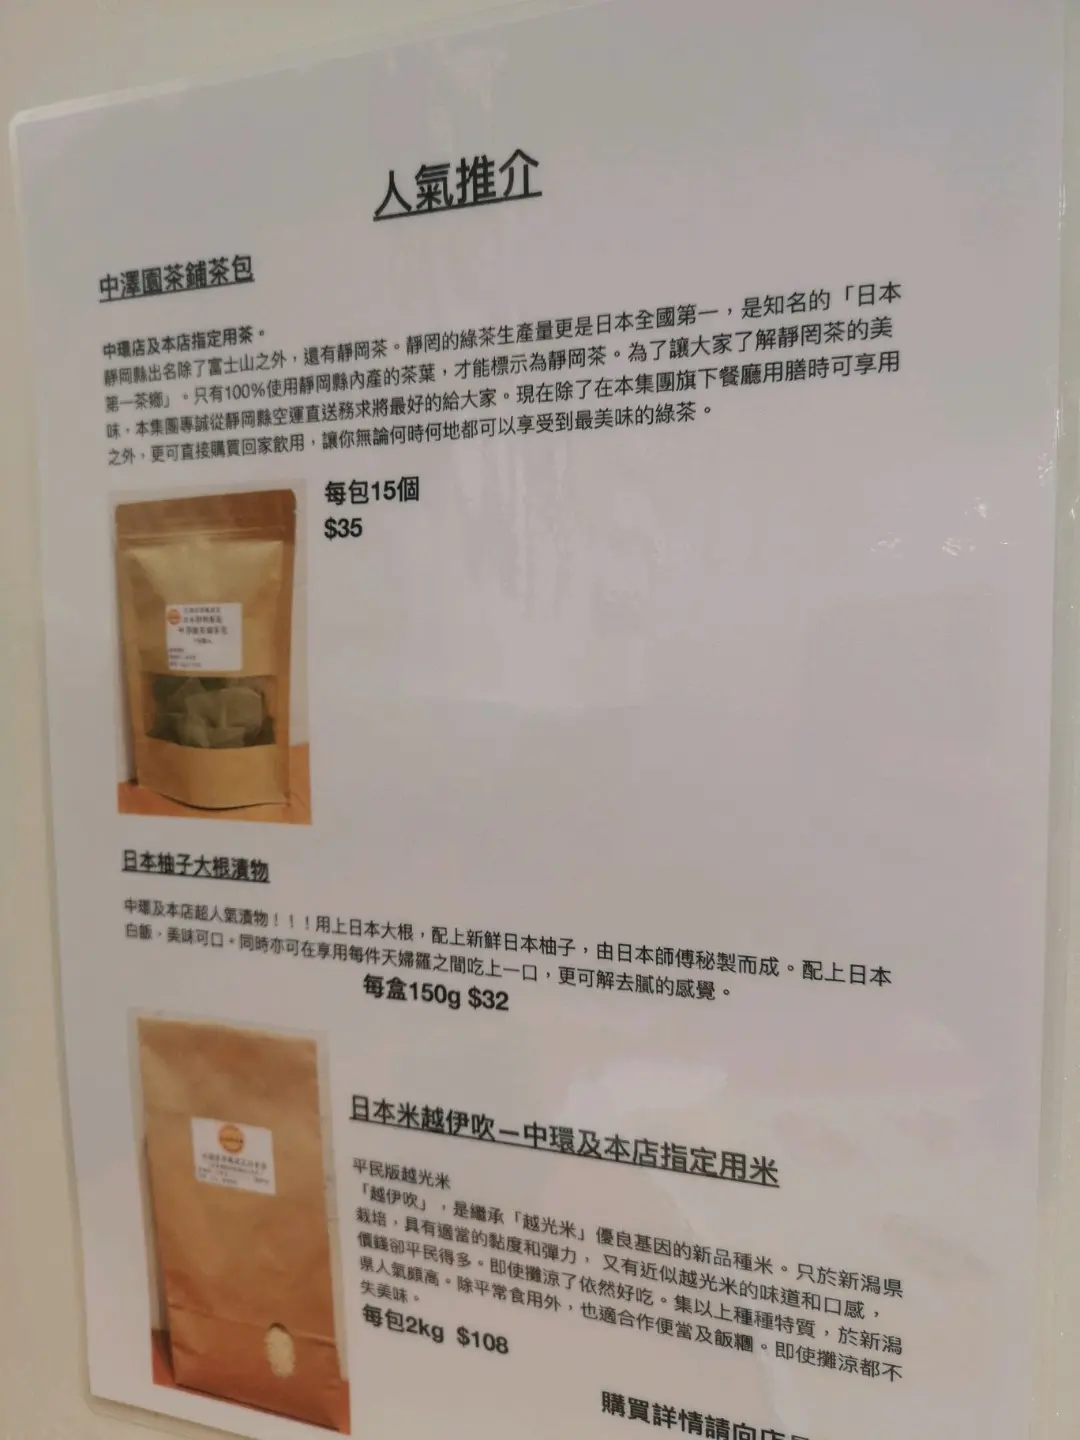 人氣推介
中澤園茶鋪茶包
中環店及本店指定用茶。
靜岡縣出名除了富士山之外，還有靜岡茶。靜罔的綠茶生產量更是日本全國第一，是知名的「日本
第一茶鄉」。只有100%使用靜岡縣內產的茶葉，才能標示為靜岡茶。為了讓大家了解靜罔茶的美
味，本集團專誠從靜岡縣空運直送務求將最好的給大家。現在除了在本集團旗下餐廳用膳時可享用
之外，更可直接購買回家飲用，讓你無論何時何地都可以享受到最美味的綠茶。
每包15個
$35
日本柚子大根漬物
中環及本店超人氣漬物！！！用上日本大根，配上新鮮日本柚子，由日本師傅秘製而成。配上日本
白飯，美味可口。同時亦可在享用每件天婦羅之間吃上一口，更可解去膩的感覺。
每盒150g $32
日本米越伊吹－中環及本店指定用米
平民版越光米
「越伊吹」，是繼承「越光米」優良基因的新品種米。只於新潟県
栽培，具有適當的黏度和彈力， 又有近似越光米的味道和口感，
價錢卻平民得多。即使攤涼了依然好吃。集以上種種特質，於新潟
県人氣頗高。除平常食用外，也適合作便當及飯糰。即使攤涼都不
失美味。
每包2kg $108
購買詳情請向店